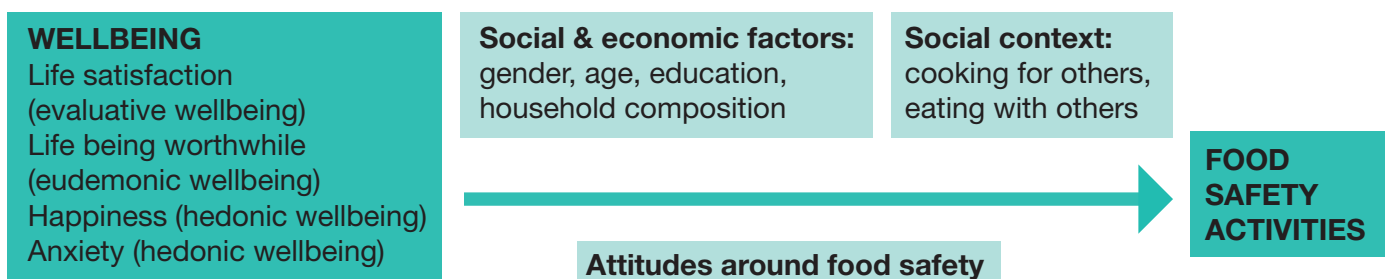 WELLBEING
Life satisfaction
(evaluative wellbeing)
Life being worthwhile
(eudemonic wellbeing)
Happiness (hedonic wellbeing)
Anxiety (hedonic wellbeing)
Social & economic factors:
gender, age, education,
household composition
Social context:
cooking for others,
eating with others
Attitudes around food safety
FOOD
SAFETY
ACTIVITIES